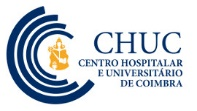 CHUC
CENTRO HOSPITALAR
E UNIVERSITÁRIO
DE COIMBRA